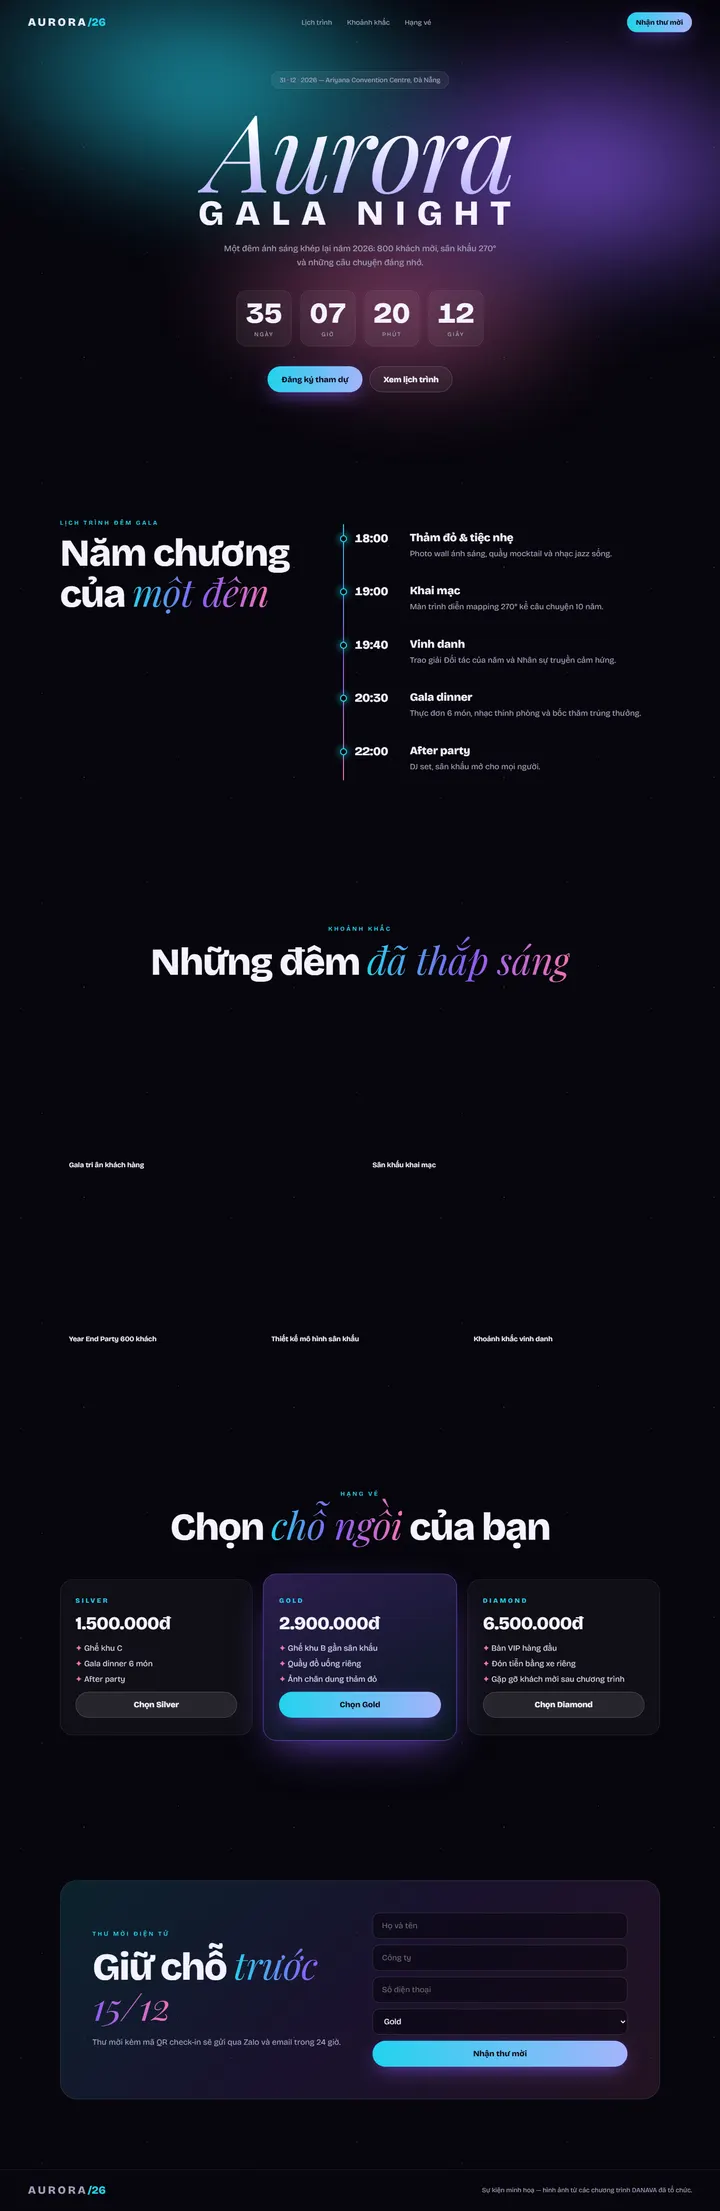 AURORA/26
Lịch trình
Khoảnh khắc
Hạng vé
Nhận thư mời
31 · 12 · 2026 — Ariyana Convention Centre, Đà Nẵng
Aurora
GALA NIGHT
Một đêm ánh sáng khép lại năm 2026: 800 khách mời, sân khấu 270°
và những câu chuyện đáng nhớ.
35
07
20
12
NGÀY
GIỜ
PHÚT
GIÂY
Đăng ký tham dự
Xem lịch trình
LỊCH TRÌNH ĐÊM GALA
Năm chương
của một đêm
18:00
Thảm đỏ & tiệc nhẹ
Photo wall ánh sáng, quầy mocktail và nhạc jazz sống.
19:00
Khai mạc
Màn trình diễn mapping 270° kể câu chuyện 10 năm.
19:40
Vinh danh
Trao giải Đối tác của năm và Nhân sự truyền cảm hứng.
20:30
Gala dinner
Thực đơn 6 món, nhạc thính phòng và bốc thăm trúng thưởng.
22:00
After party
DJ set, sân khấu mở cho mọi người.
KHOẢNH KHẮC
Những đêm đã thắp sáng
Gala tri ân khách hàng
Sân khấu khai mạc
Year End Party 600 khách
Thiết kế mô hình sân khấu
Khoảnh khắc vinh danh
HẠNG VÉ
Chọn chỗ ngồi của bạn
SILVER
1.500.000đ
✦ Ghế khu C
✦ Gala dinner 6 món
✦ After party
Chọn Silver
GOLD
2.900.000đ
✦ Ghế khu B gần sân khấu
✦ Quầy đồ uống riêng
✦ Ảnh chân dung thảm đỏ
Chọn Gold
DIAMOND
6.500.000đ
✦ Bàn VIP hàng đầu
✦ Đón tiễn bằng xe riêng
✦ Gặp gỡ khách mời sau chương trình
Chọn Diamond
THƯ MỜI ĐIỆN TỬ
Giữ chỗ trước
15/12
Thư mời kèm mã QR check-in sẽ gửi qua Zalo và email trong 24 giờ.
Họ và tên
Công ty
Số điện thoại
Gold
Nhận thư mời
AURORA/26
Sự kiện minh hoạ — hình ảnh từ các chương trình DANAVA đã tổ chức.